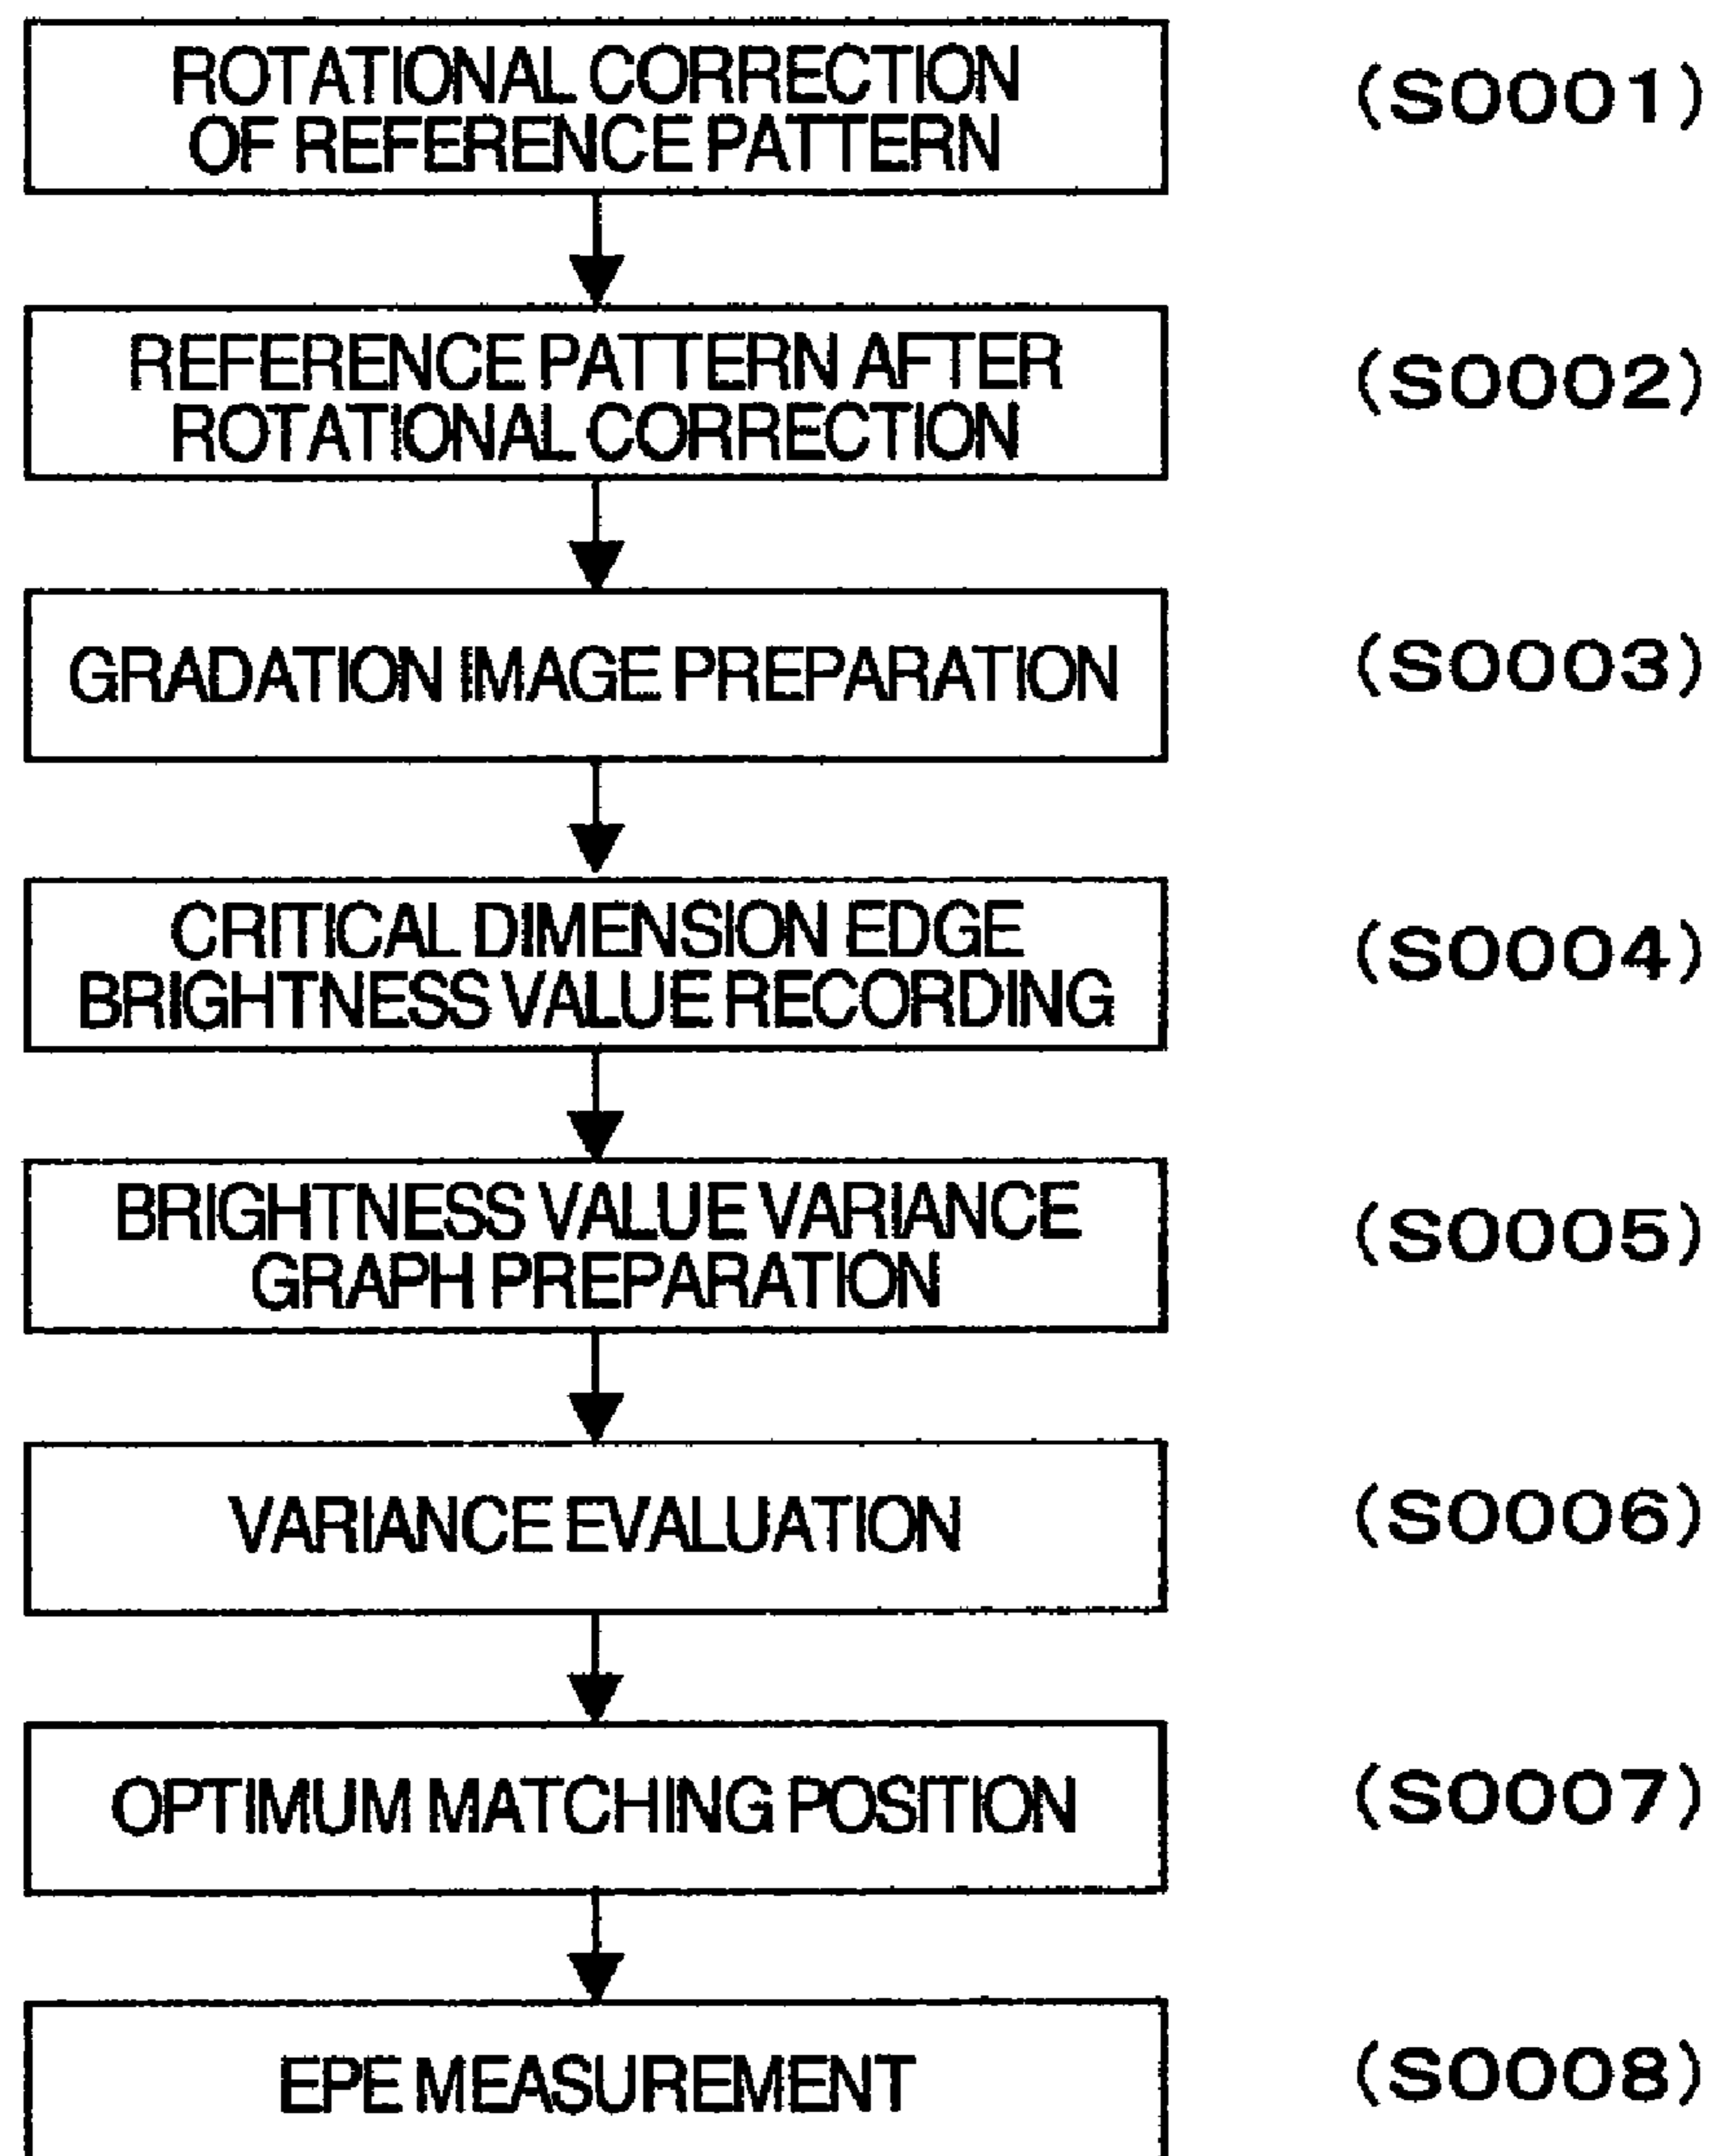 ROTATIONAL CORRECTION
OF REFERENCE PATTERN
(S0001)
REFERENCE PATTERN AFTER
ROTATIONAL CORRECTION
(S0002)
GRADATION IMAGE PREPARATION
(S0003)
CRITICAL DIMENSION EDGE
BRIGHTNESS VALUE RECORDING
(S0004)
BRIGHTNESS VALUE VARIANCE
GRAPH PREPARATION
(S0005)
VARIANCE EVALUATION
(S0006)
OPTIMUM MATCHING POSITION
(S0007)
EPE MEASUREMENT
(S0008)